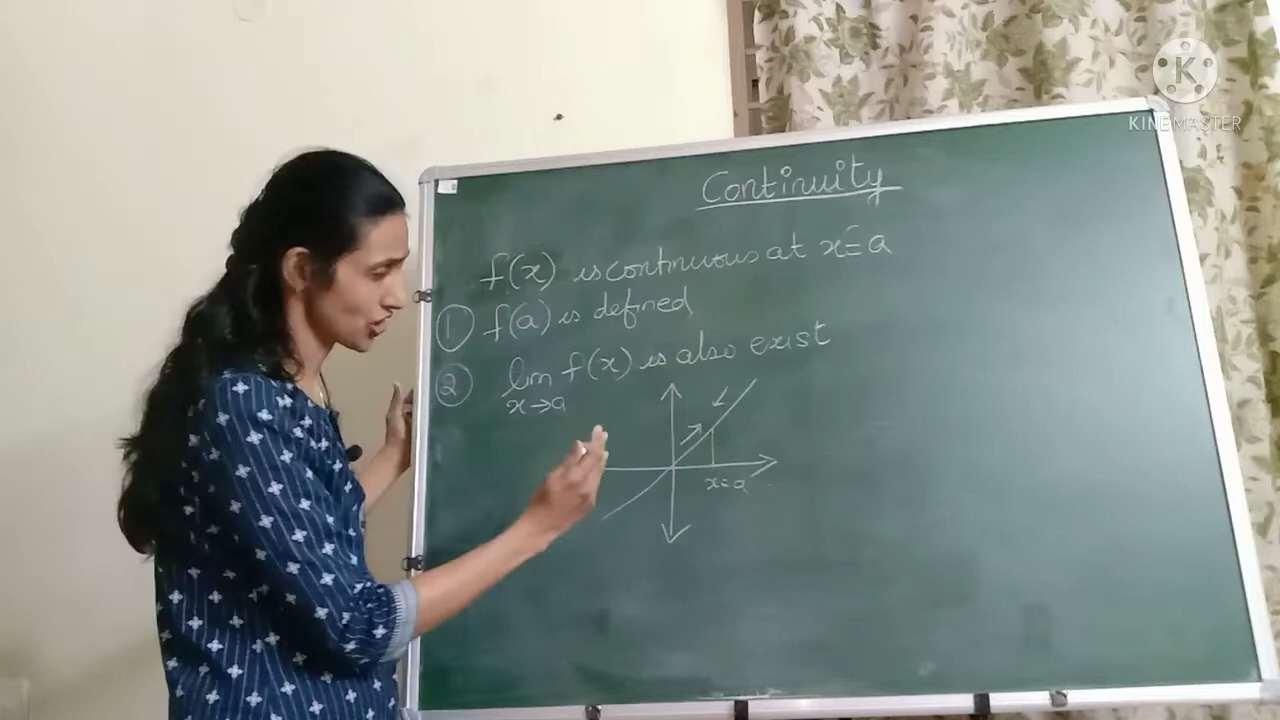 Continuity
f(x) is continuous at x=a
① f(a) is defined
② lim f(x) is also exist
x→a
x=a
K
KINEMASTER